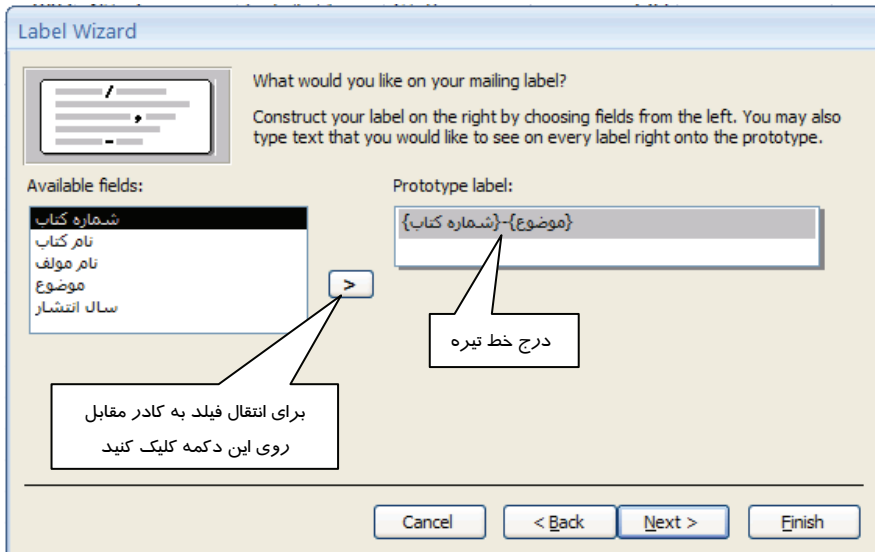 Label Wizard
What would you like on your mailing label?
Construct your label on the right by choosing fields from the left. You may also
type text that you would like to see on every label right onto the prototype.
Available fields:
Prototype label:
شماره کتاب
نام کتاب
نام مولف
موضوع
سال انتشار
{موضوع}-{شماره کتاب}
>
درج خط تیره
برای انتقال فیلد به کادر مقابل
روی این دکمه کلیک کنید
Cancel
< Back
Next >
Finish